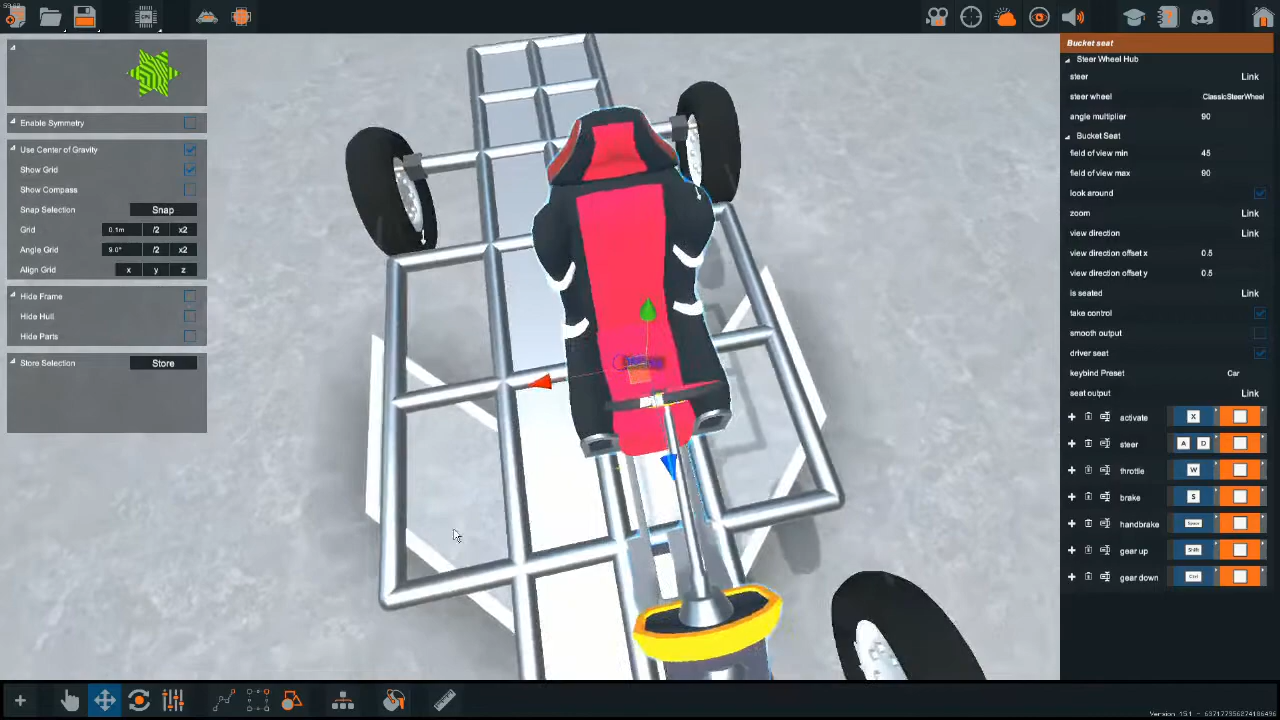 Enable Symmetry
Use Center of Gravity
Show Grid
Show Compass
Snap Selection Snap
Grid 0.1m /2 x2
Angle Grid 9.0° /2 x2
Align Grid x y z
Hide Frame
Hide Hull
Hide Parts
Store Selection Store
Bucket seat
Steer Wheel Hub
steer Link
steer wheel ClassicSteerWheel
angle multiplier 90
Bucket Seat
field of view min 45
field of view max 90
look around
zoom Link
view direction Link
view direction offset x 0.5
view direction offset y 0.5
is seated Link
take control
smooth output
driver seat
keybind Preset Car
seat output Link
activate X
steer A D
throttle W
brake S
handbrake Space
gear up Shift
gear down Ctrl